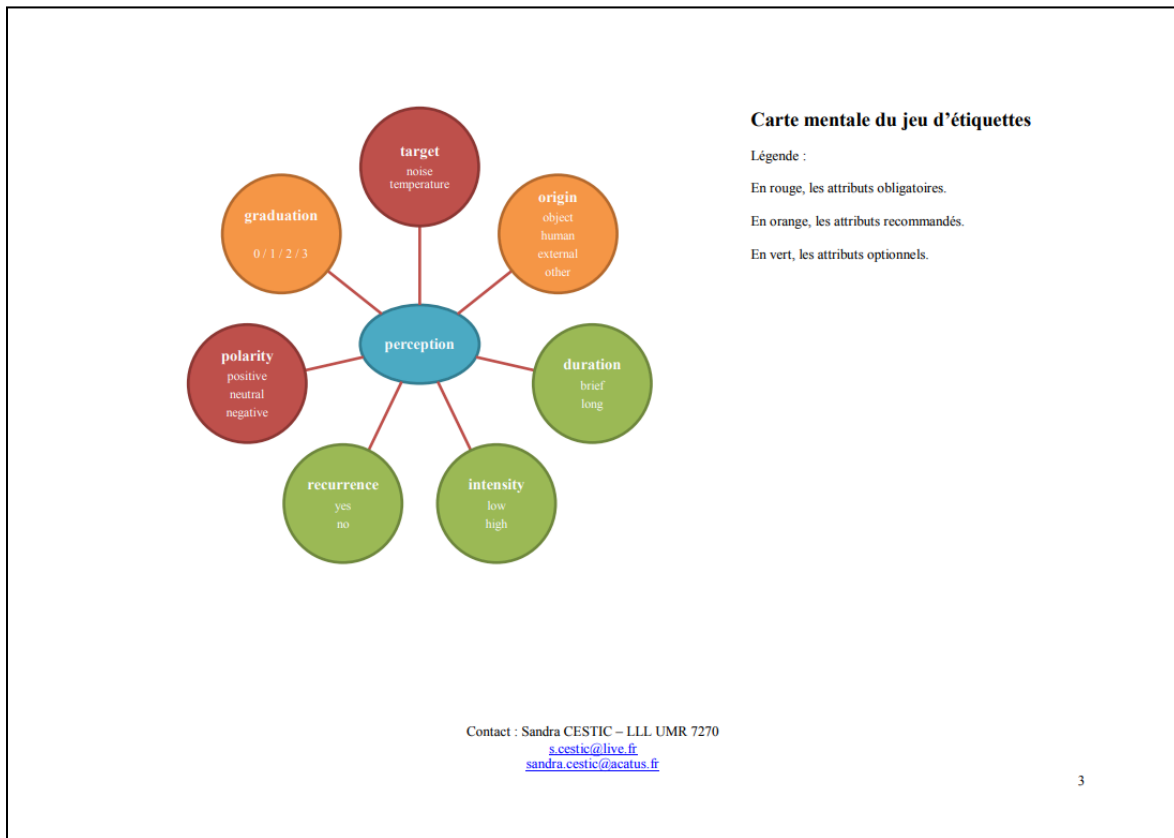 target
noise
temperature
graduation
0 / 1 / 2 / 3
origin
object
human
external
other
perception
polarity
positive
neutral
negative
duration
brief
long
recurrence
yes
no
intensity
low
high
Carte mentale du jeu d’étiquettes
Légende :
En rouge, les attributs obligatoires.
En orange, les attributs recommandés.
En vert, les attributs optionnels.
Contact : Sandra CESTIC – LLL UMR 7270
s.cestic@live.fr
sandra.cestic@acatus.fr
3